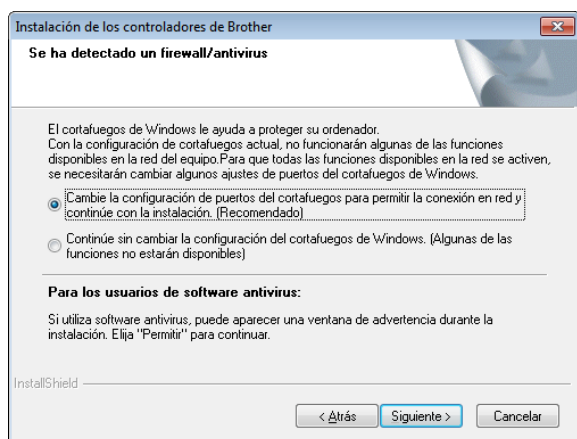 Instalación de los controladores de Brother
Se ha detectado un firewall/antivirus
El cortafuegos de Windows le ayuda a proteger su ordenador.
Con la configuración de cortafuegos actual, no funcionarán algunas de las funciones
disponibles en la red del equipo.Para que todas las funciones disponibles en la red se activen,
se necesitarán cambiar algunos ajustes de puertos del cortafuegos de Windows.
Cambie la configuración de puertos del cortafuegos para permitir la conexión en red y
continúe con la instalación. (Recomendado)
Continúe sin cambiar la configuración del cortafuegos de Windows. (Algunas de las
funciones no estarán disponibles)
Para los usuarios de software antivirus:
Si utiliza software antivirus, puede aparecer una ventana de advertencia durante la
instalación. Elija "Permitir" para continuar.
InstallShield
< Atrás Siguiente > Cancelar